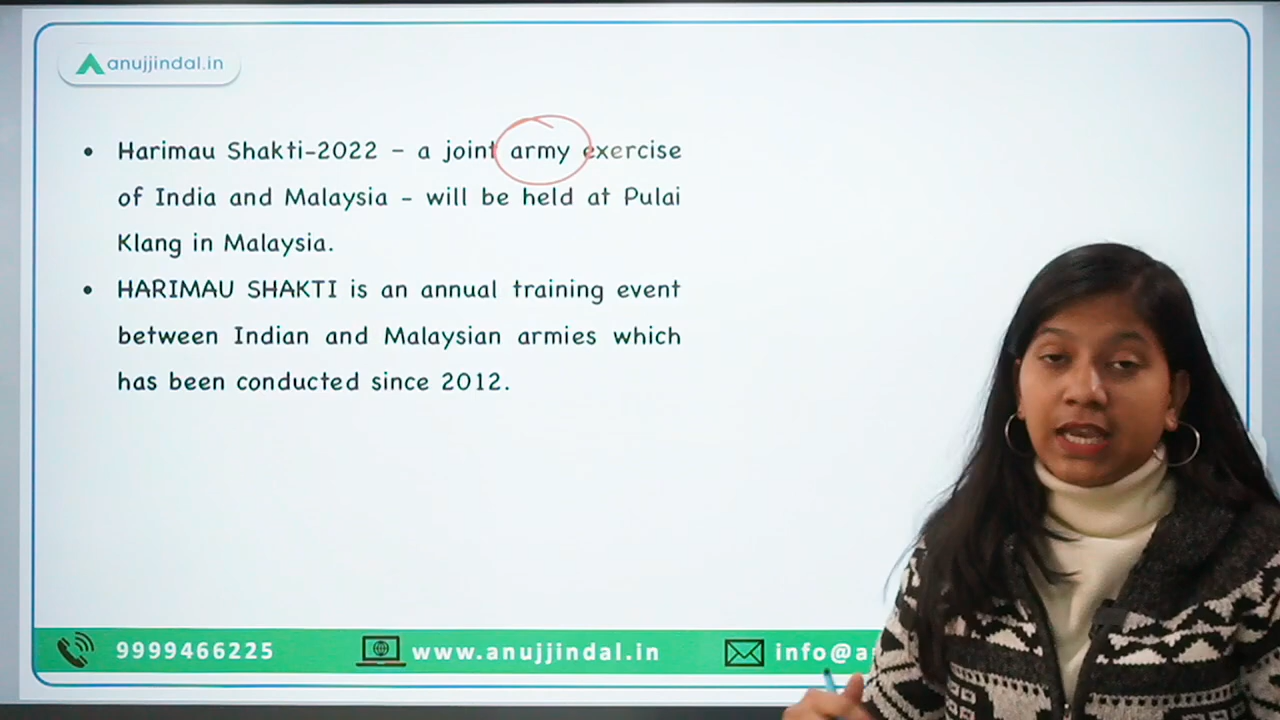 anujjindal.in
• Harimau Shakti-2022 – a joint army exercise
of India and Malaysia - will be held at Pulai
Klang in Malaysia.
• HARIMAU SHAKTI is an annual training event
between Indian and Malaysian armies which
has been conducted since 2012.
9999466225 www.anujjindal.in info@a